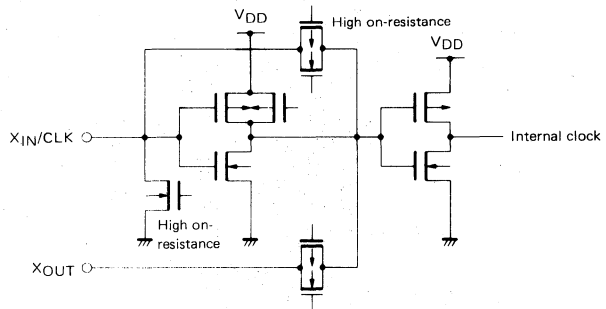 VDD
High on-resistance
VDD
XIN/CLK
Internal clock
High on-
resistance
XOUT